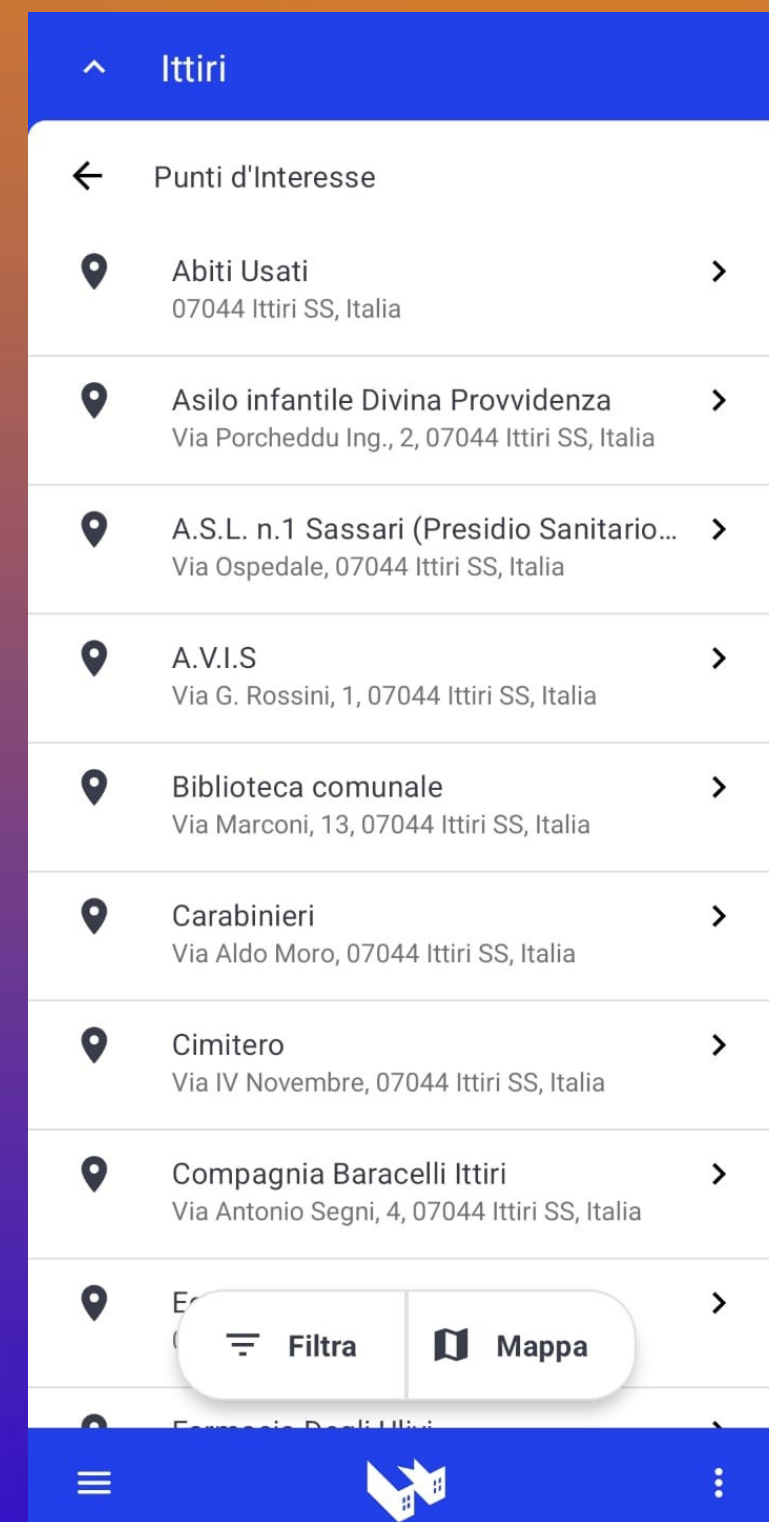 Ittiri
Punti d'Interesse
Abiti Usati
07044 Ittiri SS, Italia
Asilo infantile Divina Provvidenza
Via Porcheddu Ing., 2, 07044 Ittiri SS, Italia
A.S.L. n.1 Sassari (Presidio Sanitario...
Via Ospedale, 07044 Ittiri SS, Italia
A.V.I.S
Via G. Rossini, 1, 07044 Ittiri SS, Italia
Biblioteca comunale
Via Marconi, 13, 07044 Ittiri SS, Italia
Carabinieri
Via Aldo Moro, 07044 Ittiri SS, Italia
Cimitero
Via IV Novembre, 07044 Ittiri SS, Italia
Compagnia Baracelli Ittiri
Via Antonio Segni, 4, 07044 Ittiri SS, Italia
Filtra Mappa